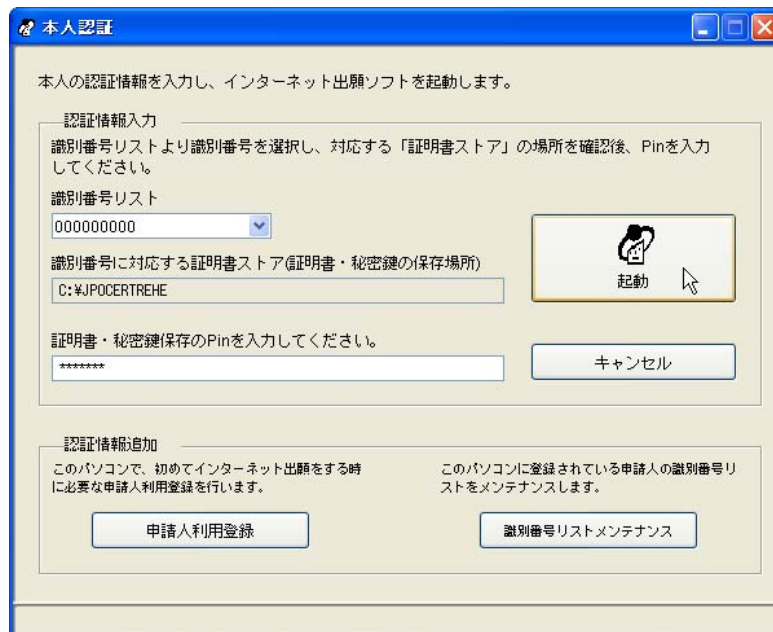 本人認証
本人の認証情報を入力し、インターネット出願ソフトを起動します。
認証情報入力
識別番号リストより識別番号を選択し、対応する「証明書ストア」の場所を確認後、Pinを入力
してください。
識別番号リスト
000000000
識別番号に対応する証明書ストア(証明書・秘密鍵の保存場所)
C:¥JPOCERTREHE
起動
証明書・秘密鍵保存のPinを入力してください。
*******
キャンセル
認証情報追加
このパソコンで、初めてインターネット出願をする時
に必要な申請人利用登録を行います。
申請人利用登録
このパソコンに登録されている申請人の識別番号リ
ストをメンテナンスします。
識別番号リストメンテナンス